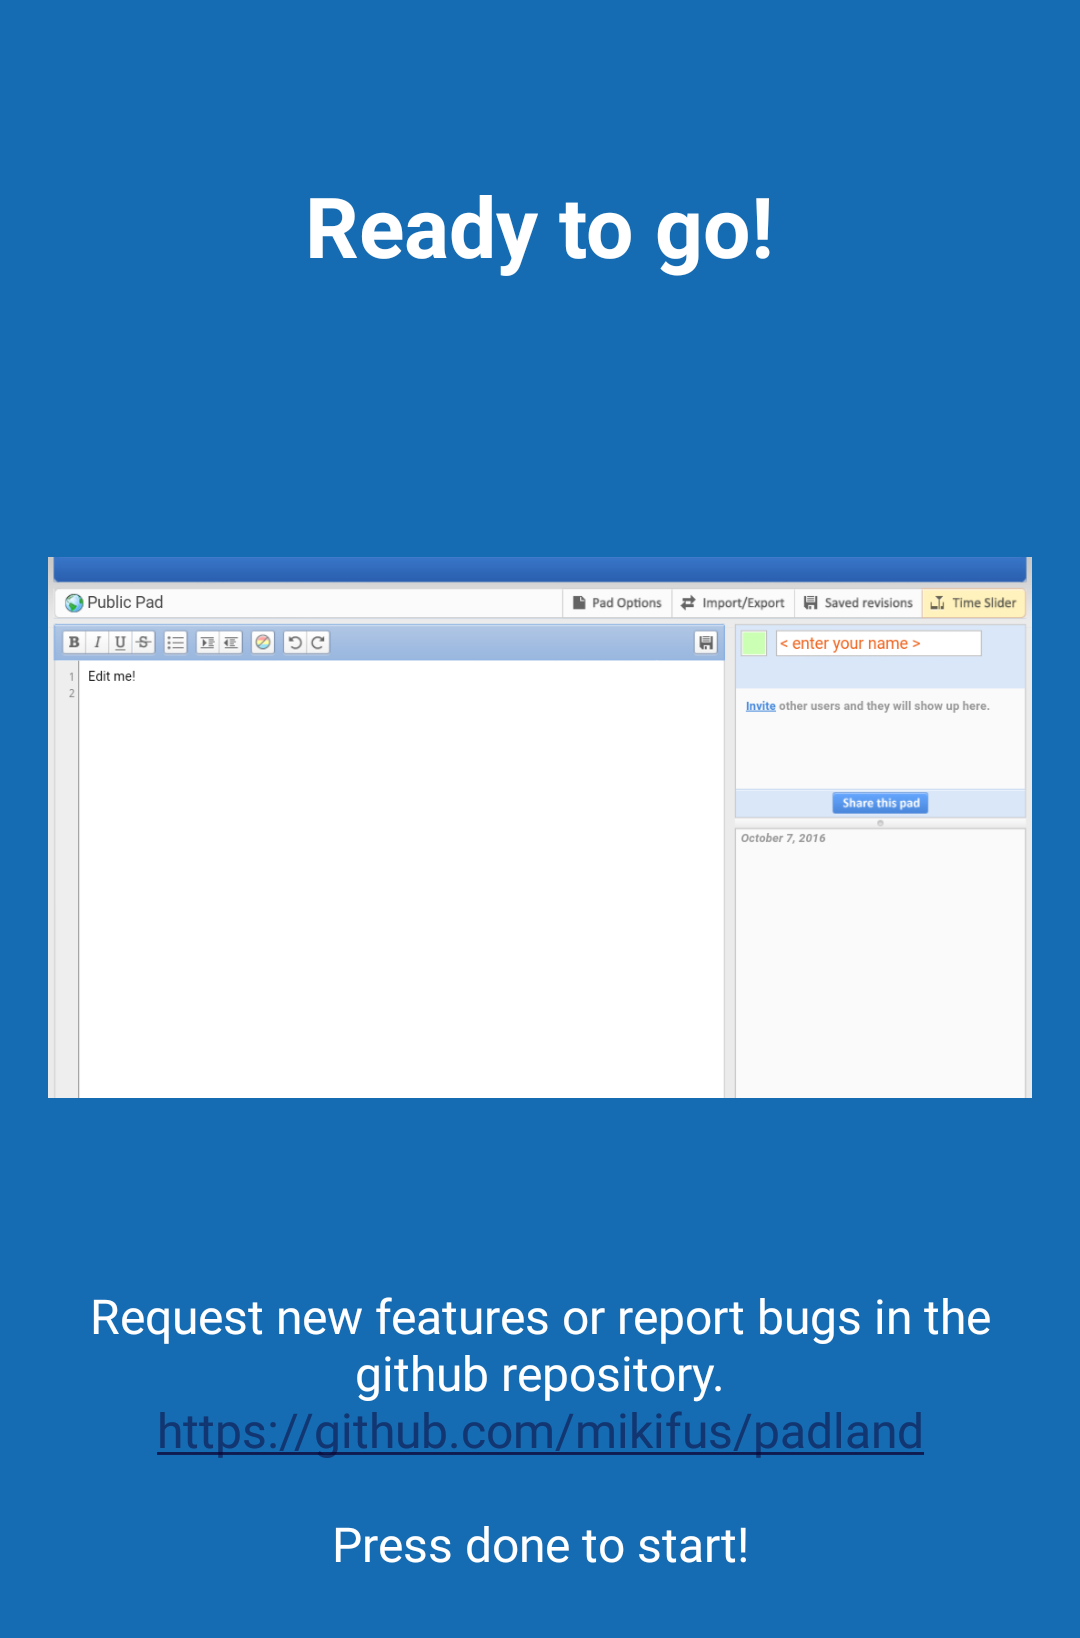 Ready to go!
Public Pad
Pad Options
Import/Export
Saved revisions
Time Slider
B I U S
< enter your name >
1 Edit me!
2
Invite other users and they will show up here.
Share this pad
October 7, 2016
Request new features or report bugs in the
github repository.
https://github.com/mikifus/padland
Press done to start!